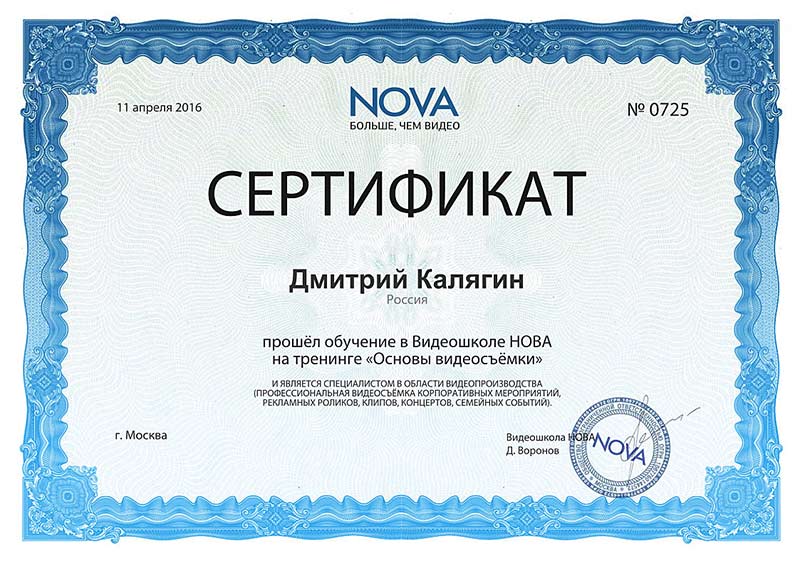 11 апреля 2016
NOVA
БОЛЬШЕ, ЧЕМ ВИДЕО
№ 0725
СЕРТИФИКАТ
Дмитрий Калягин
Россия
прошёл обучение в Видеошколе НОВА
на тренинге «Основы видеосъёмки»
И ЯВЛЯЕТСЯ СПЕЦИАЛИСТОМ В ОБЛАСТИ ВИДЕОПРОИЗВОДСТВА
(ПРОФЕССИОНАЛЬНАЯ ВИДЕОСЪЁМКА КОРПОРАТИВНЫХ МЕРОПРИЯТИЙ,
РЕКЛАМНЫХ РОЛИКОВ, КЛИПОВ, КОНЦЕРТОВ, СЕМЕЙНЫХ СОБЫТИЙ).
г. Москва
Видеошкола НОВА
Д. Воронов
NOVA
МОСКВА